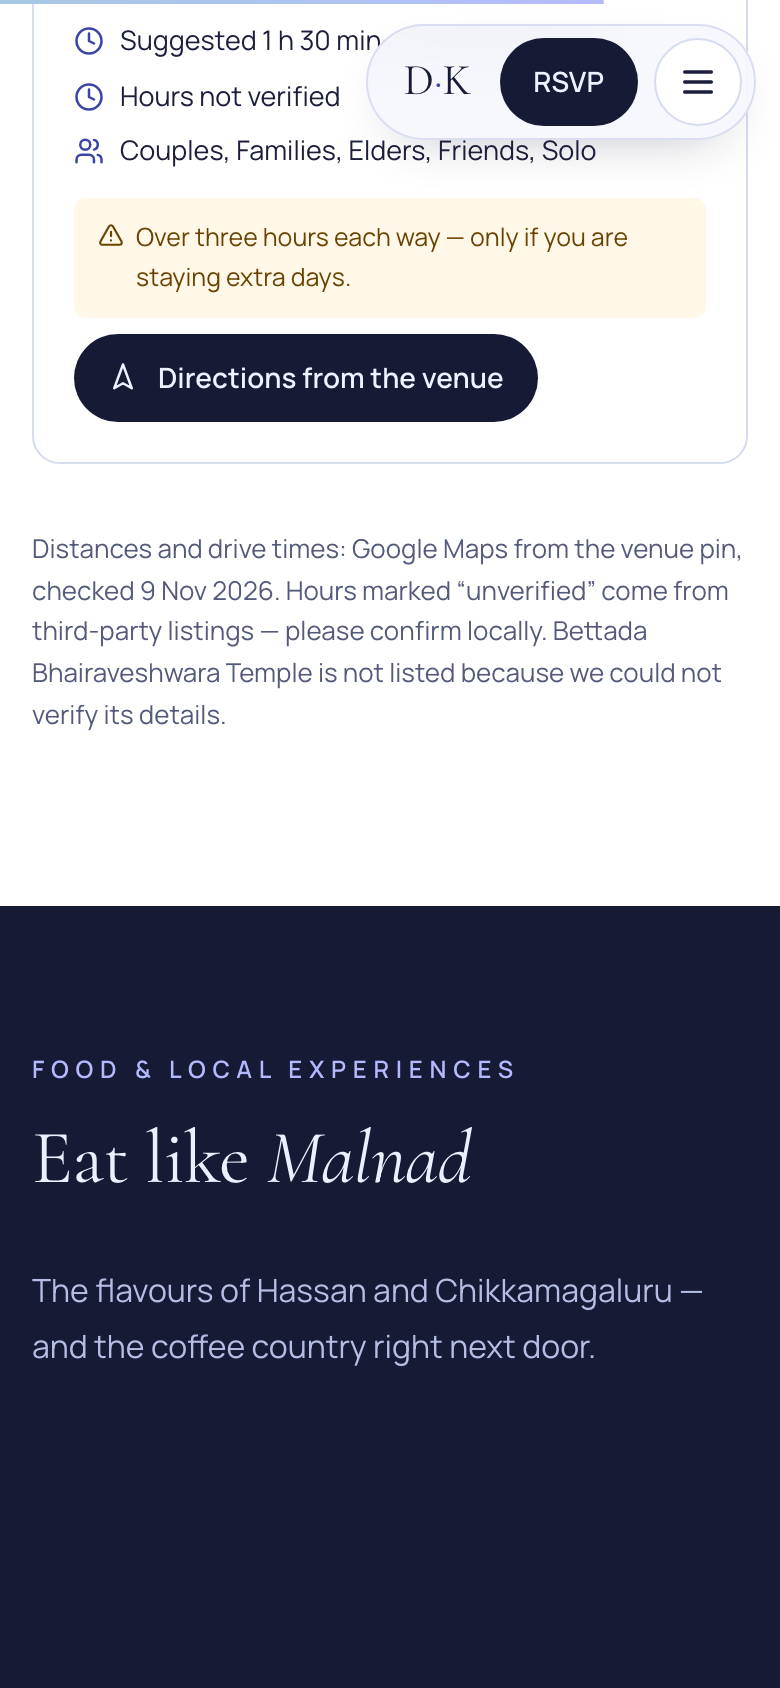 Suggested 1 h 30 min
D·K
RSVP
Hours not verified
Couples, Families, Elders, Friends, Solo
Over three hours each way — only if you are
staying extra days.
Directions from the venue
Distances and drive times: Google Maps from the venue pin,
checked 9 Nov 2026. Hours marked “unverified” come from
third-party listings — please confirm locally. Bettada
Bhairaveshwara Temple is not listed because we could not
verify its details.
FOOD & LOCAL EXPERIENCES
Eat like Malnad
The flavours of Hassan and Chikkamagaluru —
and the coffee country right next door.